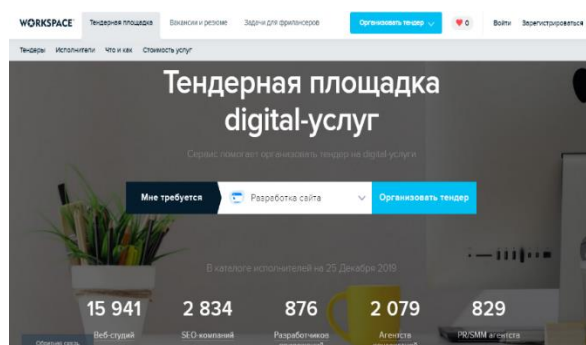 WORKSPACE Тендерная площадка Вакансии и резюме Задачи для фрилансеров Организовать тендер 0 Войти Зарегистрироваться
Тендеры Исполнители Что и как Стоимость услуг
Тендерная площадка
digital-услуг
Сервис помогает организовать тендер на digital-услуги
Мне требуется Разработка сайта Организовать тендер
В каталоге исполнителей на 25 Декабря 2019
15 941 2 834 876 2 079 829
Веб-студий SEO-компаний Разработчиков Агентств PR/SMM агентств
Обратная связь